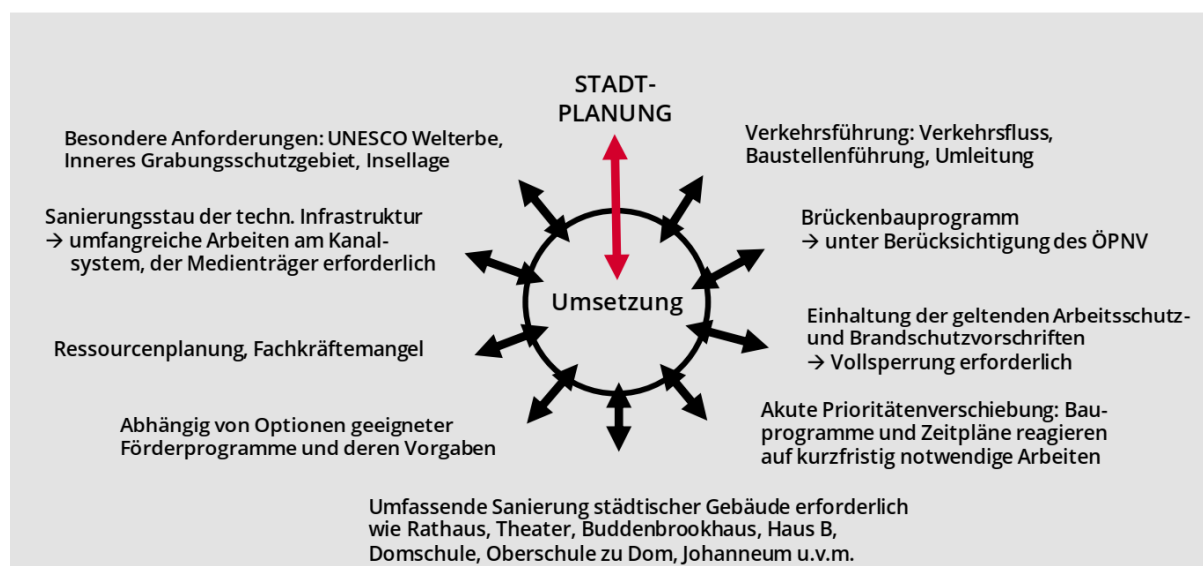 STADT-
PLANUNG
Besondere Anforderungen: UNESCO Welterbe,
Inneres Grabungsschutzgebiet, Insellage
Verkehrsführung: Verkehrsfluss,
Baustellenführung, Umleitung
Sanierungsstau der techn. Infrastruktur
→ umfangreiche Arbeiten am Kanal-
system, der Medienträger erforderlich
Brückenbauprogramm
→ unter Berücksichtigung des ÖPNV
Umsetzung
Ressourcenplanung, Fachkräftemangel
Einhaltung der geltenden Arbeitsschutz-
und Brandschutzvorschriften
→ Vollsperrung erforderlich
Abhängig von Optionen geeigneter
Förderprogramme und deren Vorgaben
Akute Prioritätenverschiebung: Bau-
programme und Zeitpläne reagieren
auf kurzfristig notwendige Arbeiten
Umfassende Sanierung städtischer Gebäude erforderlich
wie Rathaus, Theater, Buddenbrookhaus, Haus B,
Domschule, Oberschule zu Dom, Johanneum u.v.m.